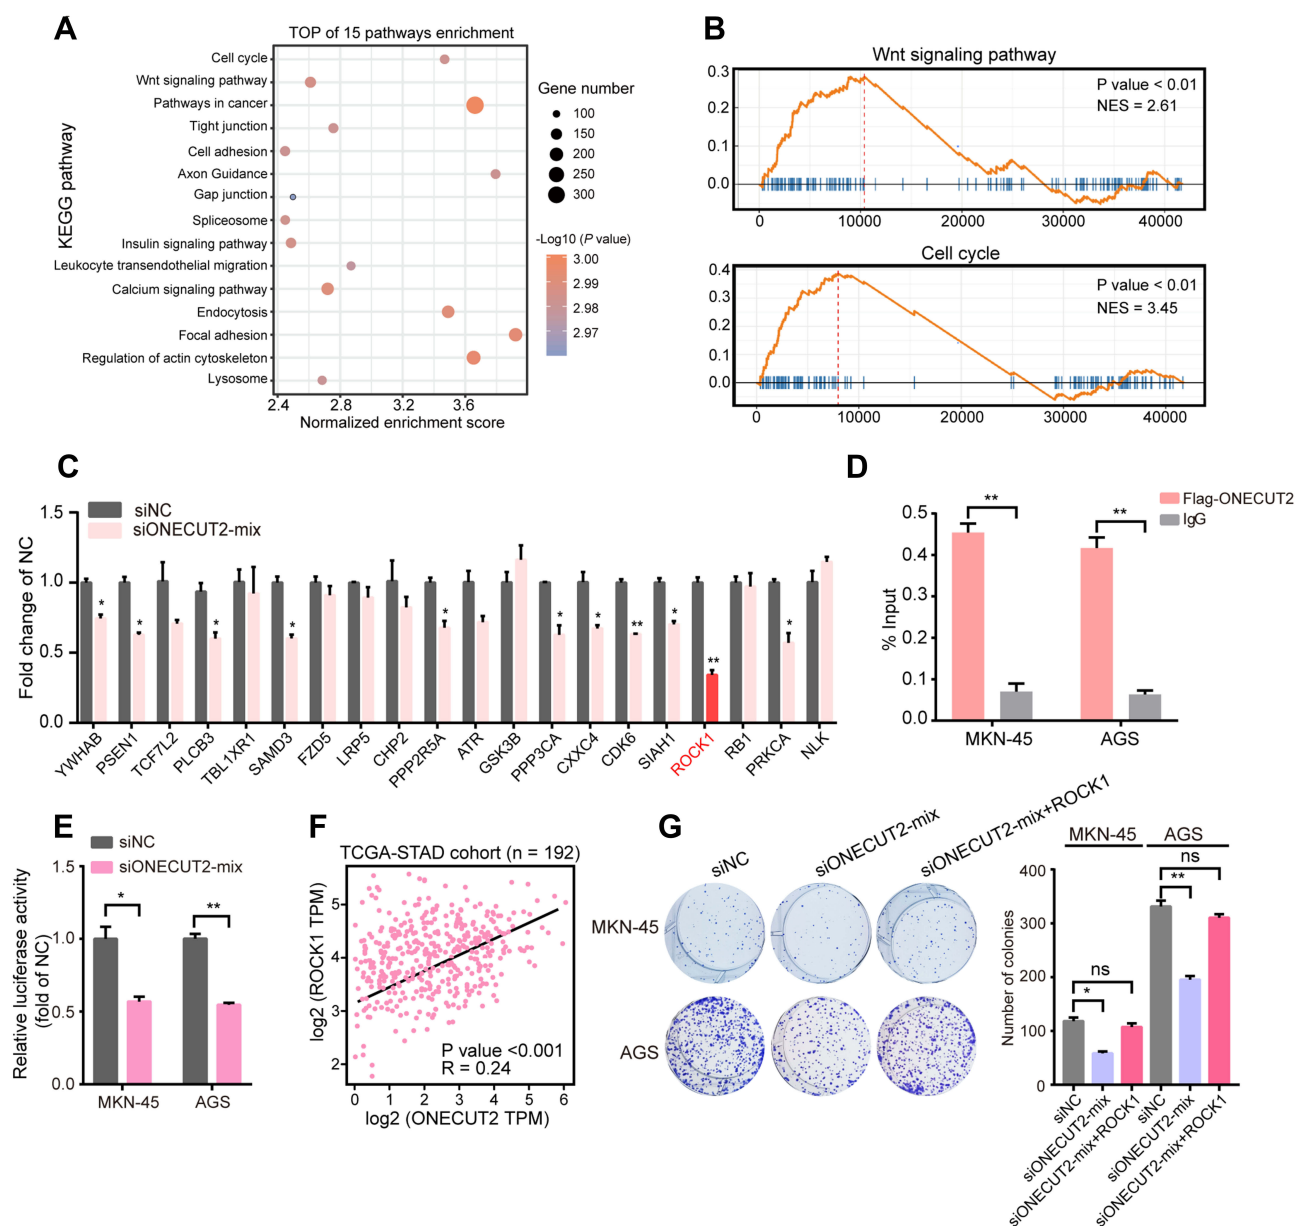 A
TOP of 15 pathways enrichment
KEGG pathway
Cell cycle
Wnt signaling pathway
Pathways in cancer
Tight junction
Cell adhesion
Axon Guidance
Gap junction
Spliceosome
Insulin signaling pathway
Leukocyte transendothelial migration
Calcium signaling pathway
Endocytosis
Focal adhesion
Regulation of actin cytoskeleton
Lysosome
2.4 2.8 3.2 3.6
Normalized enrichment score
Gene number
100
150
200
250
300
-Log10 (P value)
3.00
2.99
2.98
2.97
B
Wnt signaling pathway
P value < 0.01
NES = 2.61
0.3
0.2
0.1
0.0
0 10000 20000 30000 40000
Cell cycle
P value < 0.01
NES = 3.45
0.4
0.3
0.2
0.1
0.0
0 10000 20000 30000 40000
C
siNC
siONECUT2-mix
Fold change of NC
1.5
1.0
0.5
0.0
* * * * * * * ** * ** *
YWHAB PSEN1 TCF7L2 PLCB3 TBL1XR1 SAMD3 FZD5 LRP5 CHP2 PPP2R5A ATR GSK3B PPP3CA CXXC4 CDK6 SIAH1 ROCK1 RB1 PRKCA NLK
D
Flag-ONECUT2
IgG
% Input
0.5
0.4
0.3
0.2
0.1
0.0
** **
MKN-45 AGS
E
siNC
siONECUT2-mix
Relative luciferase activity
(fold of NC)
1.5
1.0
0.5
0.0
* **
MKN-45 AGS
F
TCGA-STAD cohort (n = 192)
log2 (ROCK1 TPM)
5
4
3
2
P value <0.001
R = 0.24
0 1 2 3 4 5 6
log2 (ONECUT2 TPM)
G
siNC siONECUT2-mix siONECUT2-mix+ROCK1
MKN-45
AGS
MKN-45 AGS
Number of colonies
400
300
200
100
0
ns
*
ns
**
siNC siONECUT2-mix siONECUT2-mix+ROCK1 siNC siONECUT2-mix siONECUT2-mix+ROCK1